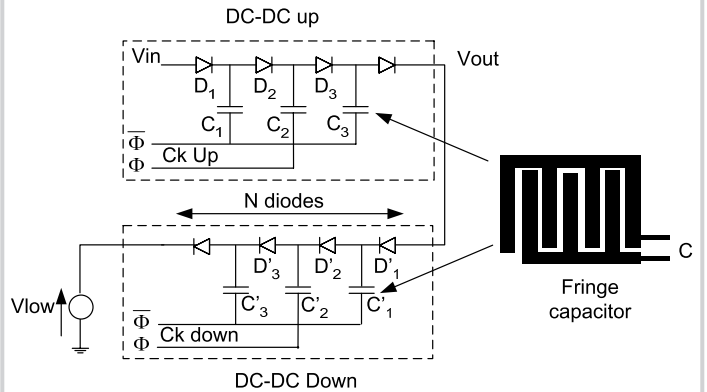 DC-DC up
Vin
Vout
D1
D2
D3
C1
C2
C3
Φ̅
Φ
Ck Up
N diodes
D'3
D'2
D'1
C
Fringe
capacitor
Vlow
C'3
C'2
C'1
Φ̅
Φ
Ck down
DC-DC Down